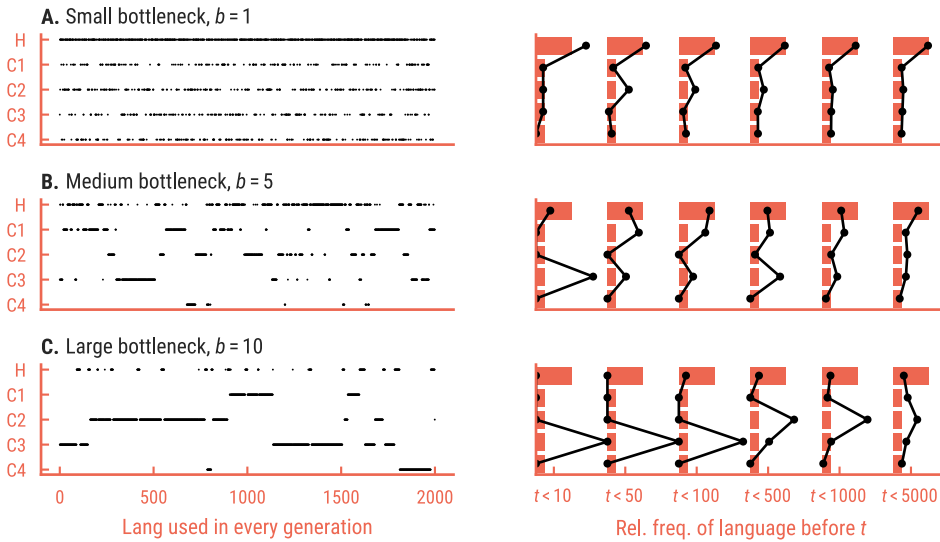 A. Small bottleneck, b = 1
H
C1
C2
C3
C4
B. Medium bottleneck, b = 5
H
C1
C2
C3
C4
C. Large bottleneck, b = 10
H
C1
C2
C3
C4
0 500 1000 1500 2000
t < 10 t < 50 t < 100 t < 500 t < 1000 t < 5000
Lang used in every generation
Rel. freq. of language before t